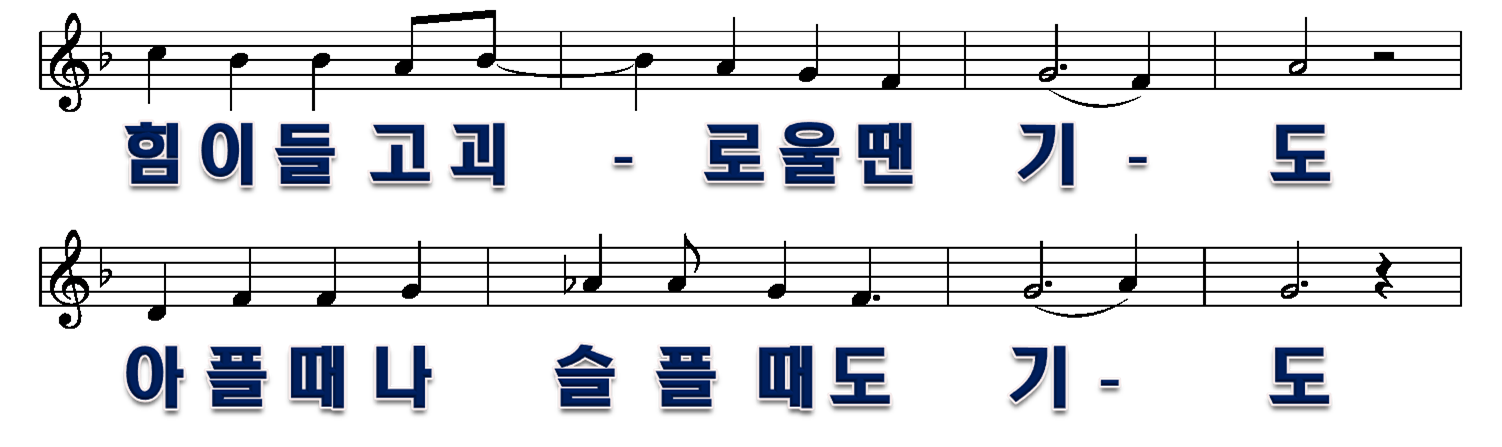 힘이들 고괴 - 로울땐 기 - 도
아플때나 슬플때도 기 - 도